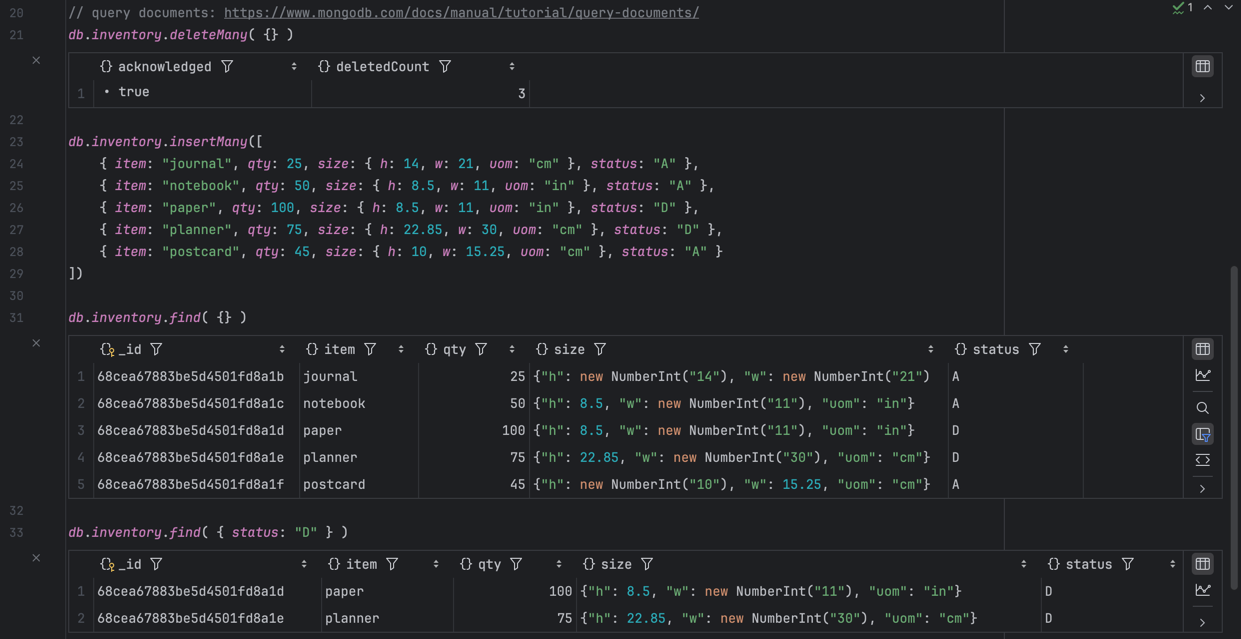 20 // query documents: https://www.mongodb.com/docs/manual/tutorial/query-documents/ 1
21 db.inventory.deleteMany( {} )
{} acknowledged {} deletedCount
1 • true 3
22
23 db.inventory.insertMany([
24 { item: "journal", qty: 25, size: { h: 14, w: 21, uom: "cm" }, status: "A" },
25 { item: "notebook", qty: 50, size: { h: 8.5, w: 11, uom: "in" }, status: "A" },
26 { item: "paper", qty: 100, size: { h: 8.5, w: 11, uom: "in" }, status: "D" },
27 { item: "planner", qty: 75, size: { h: 22.85, w: 30, uom: "cm" }, status: "D" },
28 { item: "postcard", qty: 45, size: { h: 10, w: 15.25, uom: "cm" }, status: "A" }
29 ])
30
31 db.inventory.find( {} )
{} _id {} item {} qty {} size {} status
1 68cea67883be5d4501fd8a1b journal 25 {"h": new NumberInt("14"), "w": new NumberInt("21") A
2 68cea67883be5d4501fd8a1c notebook 50 {"h": 8.5, "w": new NumberInt("11"), "uom": "in"} A
3 68cea67883be5d4501fd8a1d paper 100 {"h": 8.5, "w": new NumberInt("11"), "uom": "in"} D
4 68cea67883be5d4501fd8a1e planner 75 {"h": 22.85, "w": new NumberInt("30"), "uom": "cm"} D
5 68cea67883be5d4501fd8a1f postcard 45 {"h": new NumberInt("10"), "w": 15.25, "uom": "cm"} A
32
33 db.inventory.find( { status: "D" } )
{} _id {} item {} qty {} size {} status
1 68cea67883be5d4501fd8a1d paper 100 {"h": 8.5, "w": new NumberInt("11"), "uom": "in"} D
2 68cea67883be5d4501fd8a1e planner 75 {"h": 22.85, "w": new NumberInt("30"), "uom": "cm"} D